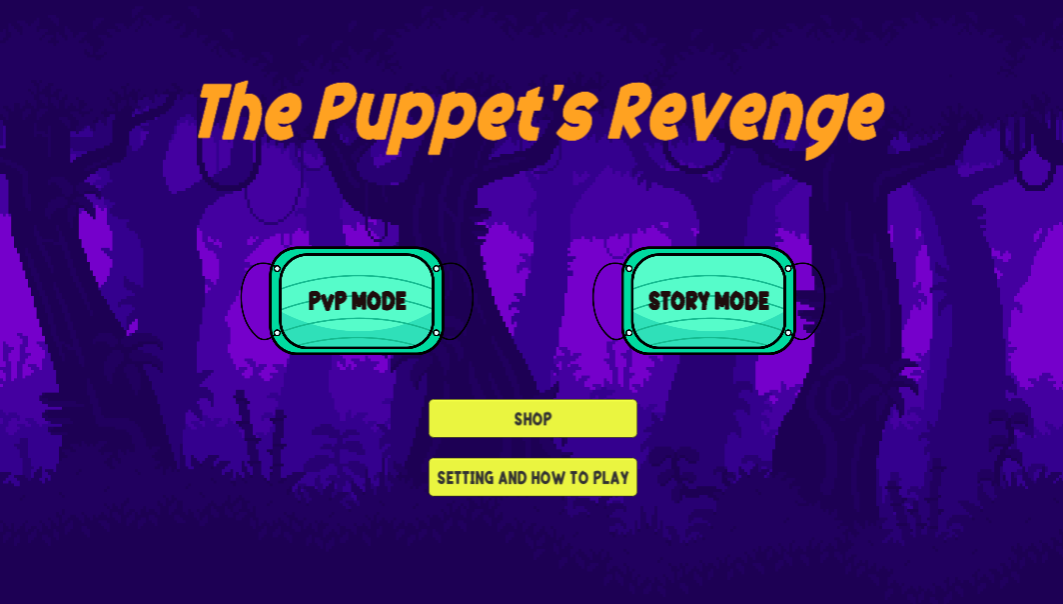 The Puppet's Revenge
PVP MODE
STORY MODE
SHOP
SETTING AND HOW TO PLAY